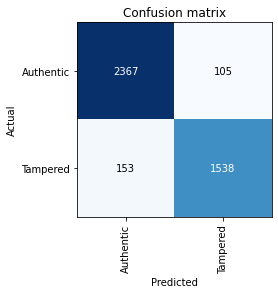 Confusion matrix
Actual
Authentic 2367 105
Tampered 153 1538
Authentic Tampered
Predicted